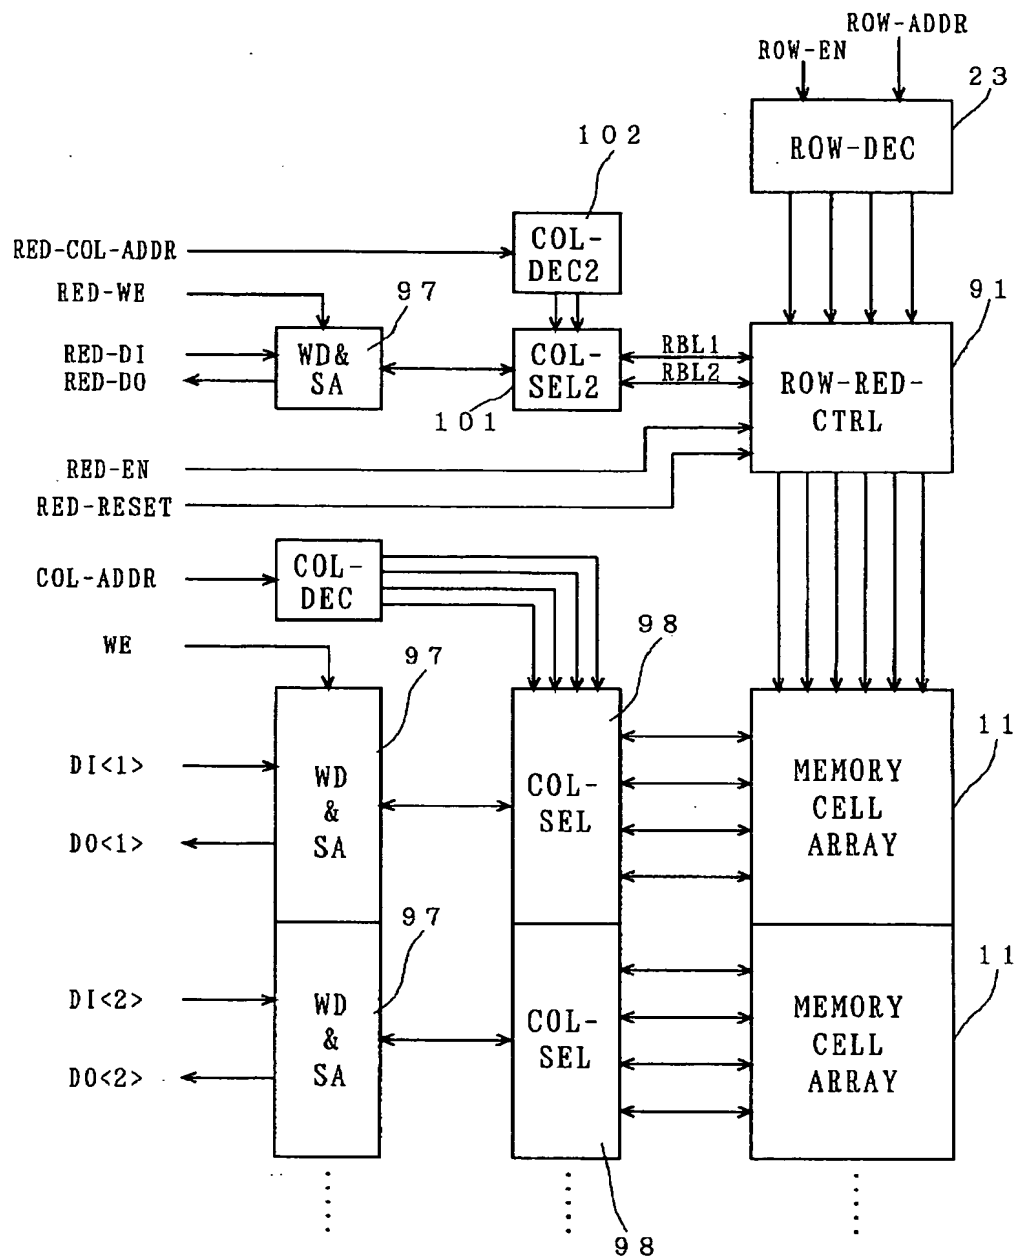 ROW-ADDR
ROW-EN
23
ROW-DEC
102
COL-
DEC2
RED-COL-ADDR
RED-WE
97
91
RED-DI
RED-DO
WD&
SA
COL-
SEL2
101
RBL1
RBL2
ROW-RED-
CTRL
RED-EN
RED-RESET
COL-ADDR
COL-
DEC
WE
97
98
11
DI<1>
DO<1>
WD
&
SA
COL-
SEL
MEMORY
CELL
ARRAY
97
11
DI<2>
DO<2>
WD
&
SA
COL-
SEL
MEMORY
CELL
ARRAY
98